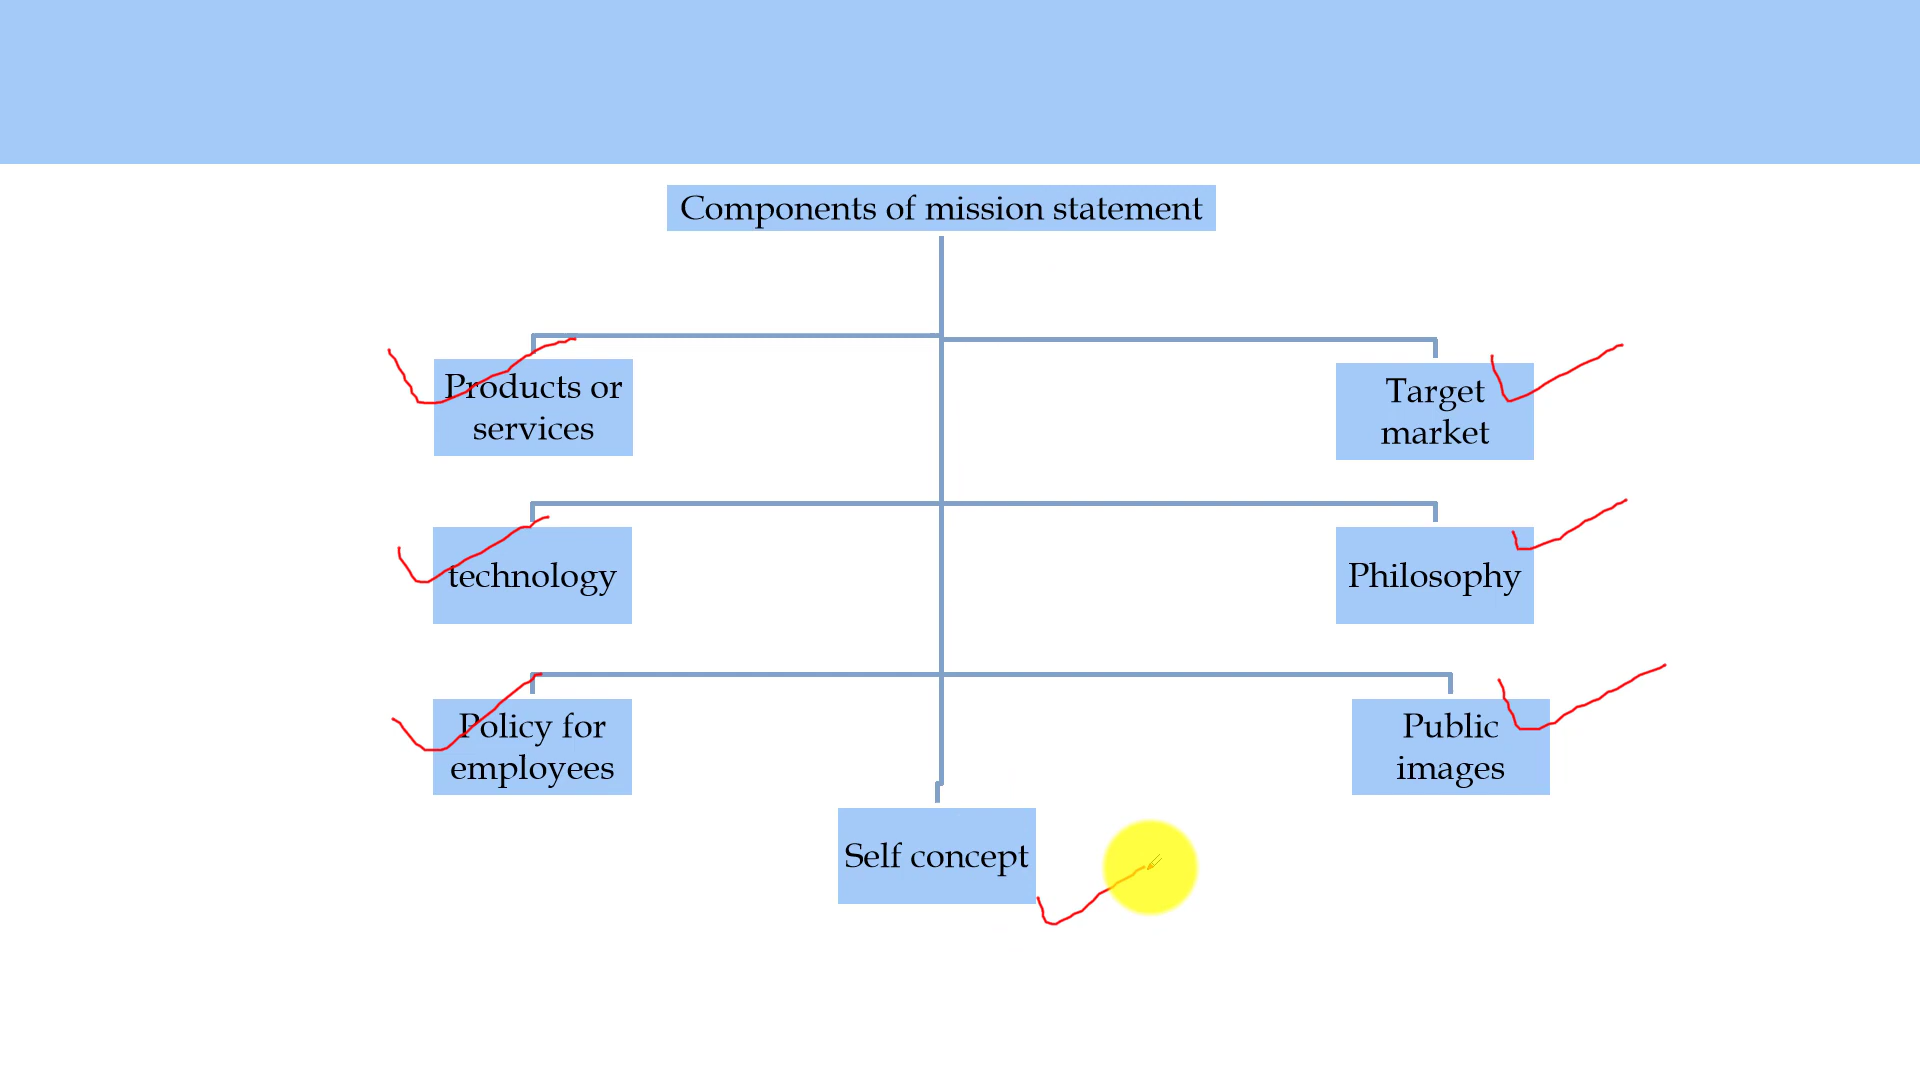 Components of mission statement
Products or
services
Target
market
technology
Philosophy
Policy for
employees
Public
images
Self concept